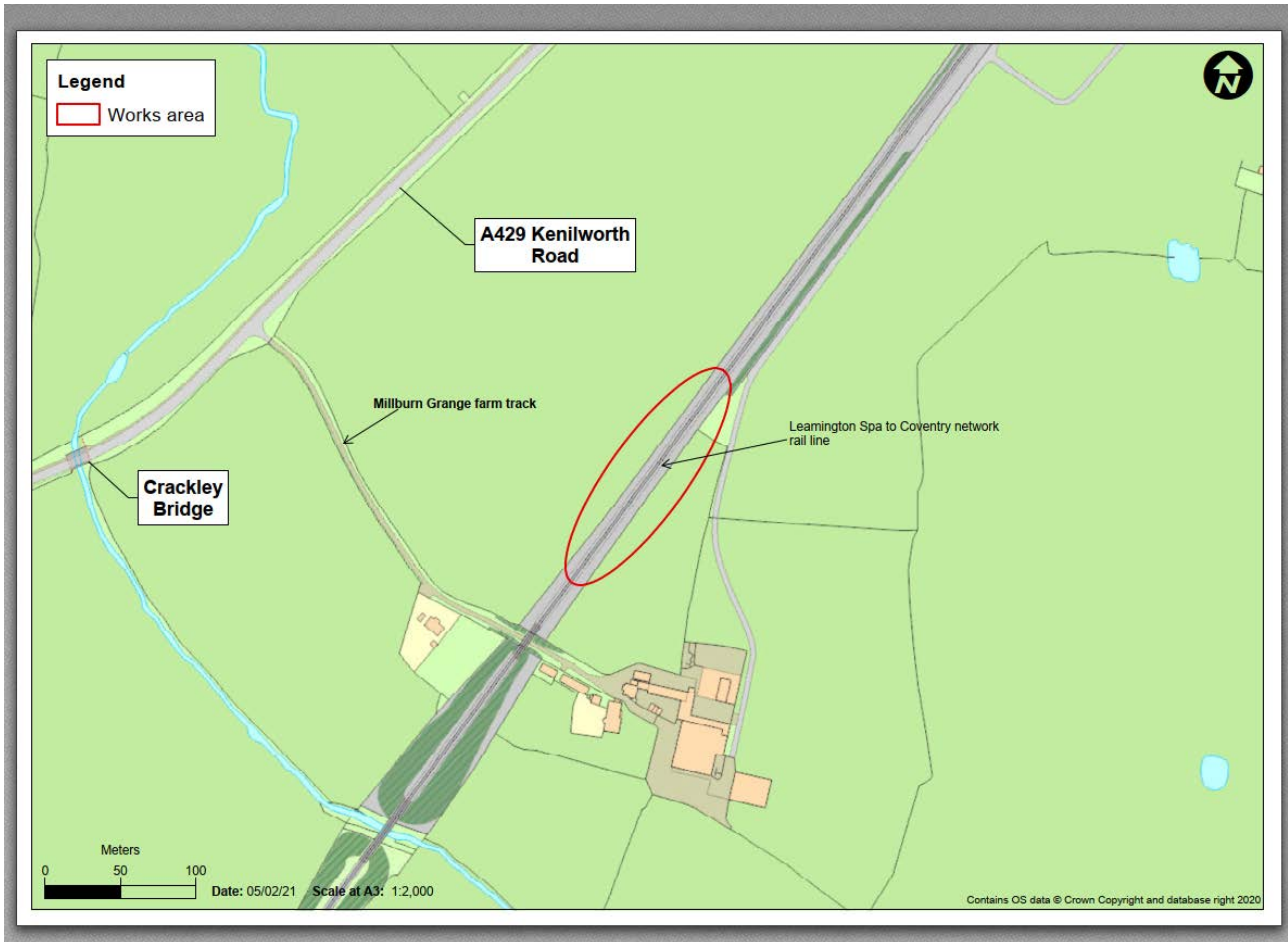 Legend
Works area
N
A429 Kenilworth
Road
Millburn Grange farm track
Leamington Spa to Coventry network
rail line
Crackley
Bridge
Meters
0 50 100
Date: 05/02/21 Scale at A3: 1:2,000
Contains OS data © Crown Copyright and database right 2020